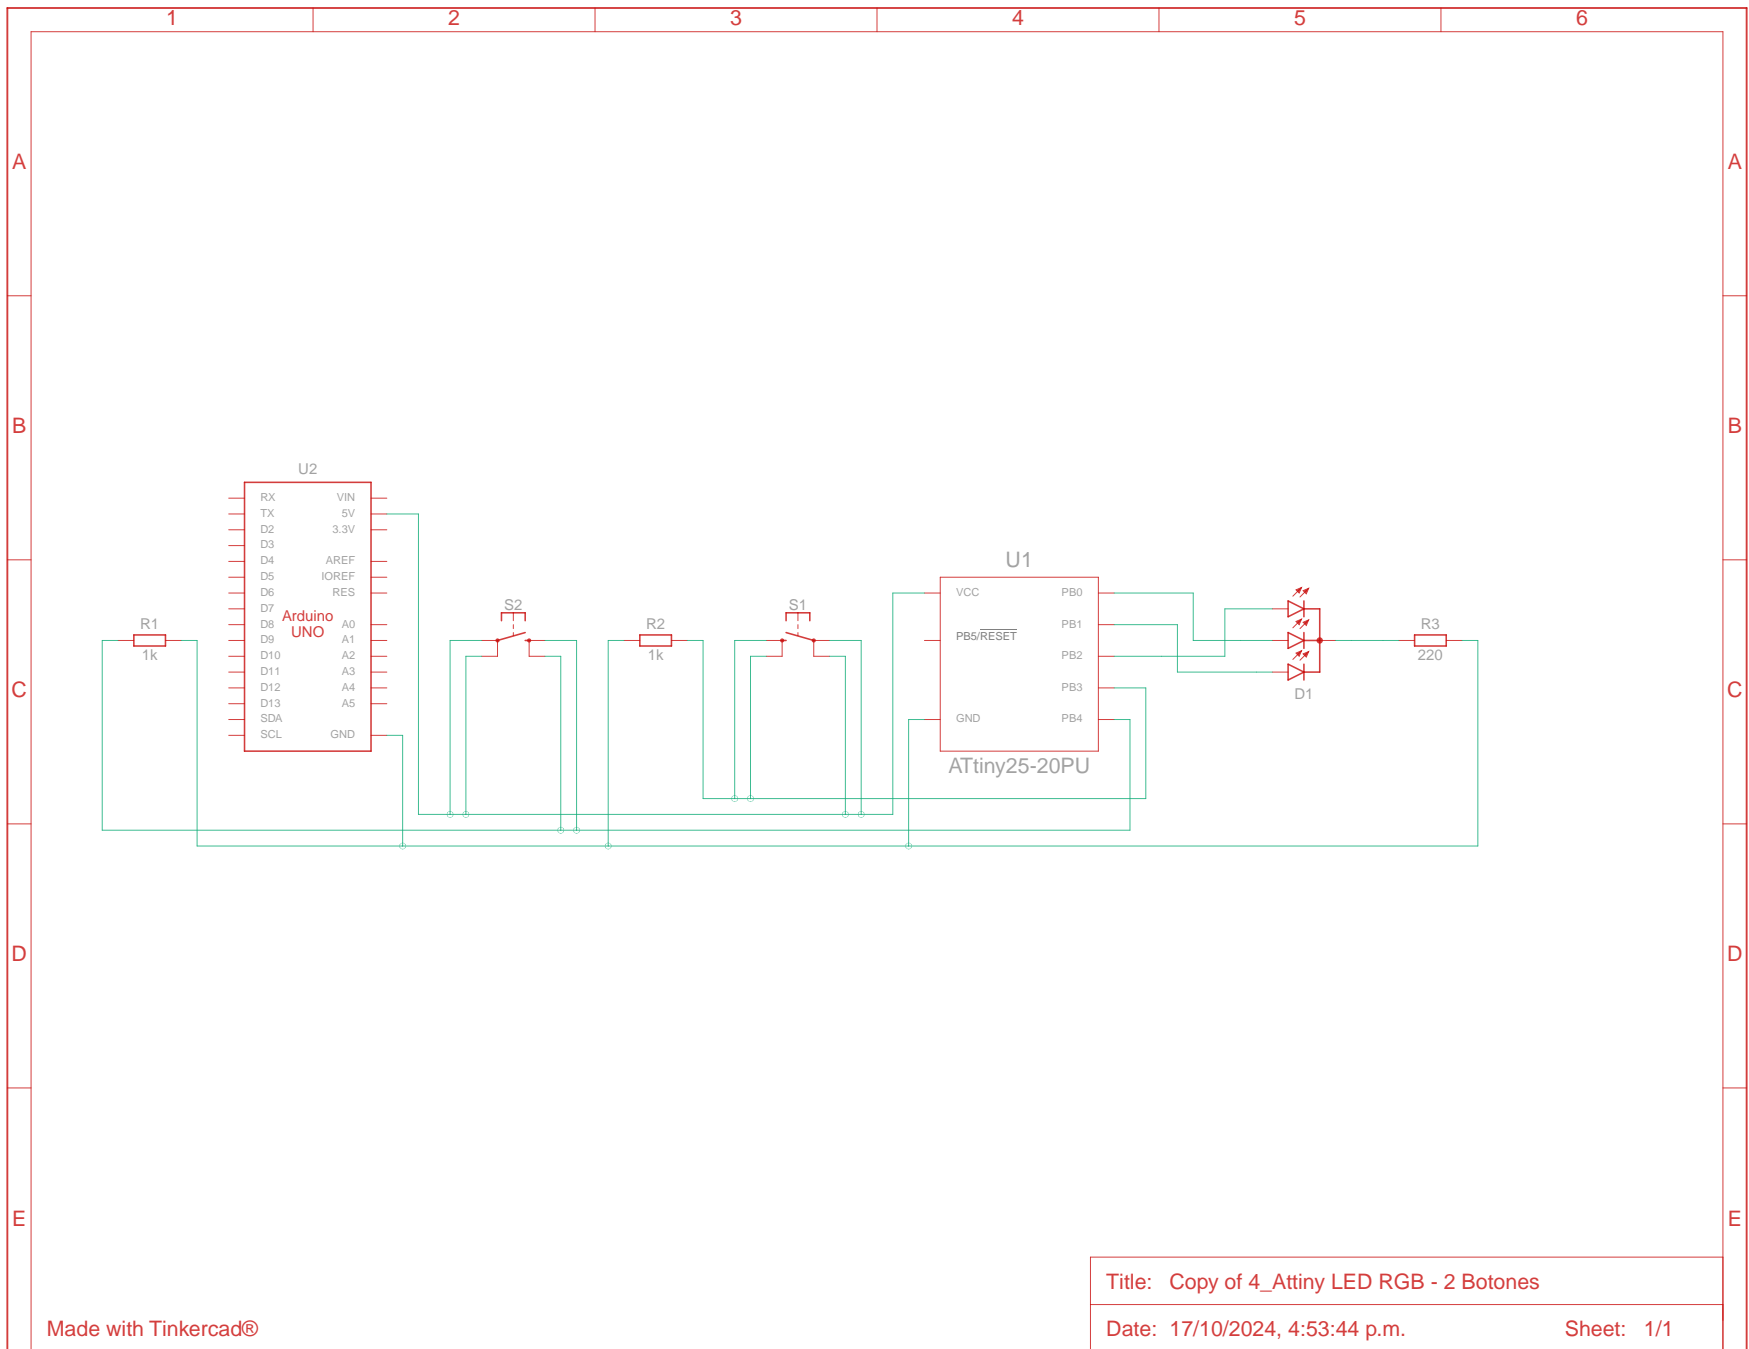 1 2 3 4 5 6
A A
B B
C C
D D
E E
U2
RX VIN
TX 5V
D2 3.3V
D3
D4 AREF
D5 IOREF
D6 RES
D7
Arduino
UNO
D8 A0
D9 A1
D10 A2
D11 A3
D12 A4
D13 A5
SDA
SCL GND
R1
1k
S2
R2
1k
S1
U1
VCC PB0
PB1
PB5/RESET
PB2
PB3
GND PB4
ATtiny25-20PU
D1
R3
220
Title: Copy of 4_Attiny LED RGB - 2 Botones
Made with Tinkercad®
Date: 17/10/2024, 4:53:44 p.m. Sheet: 1/1